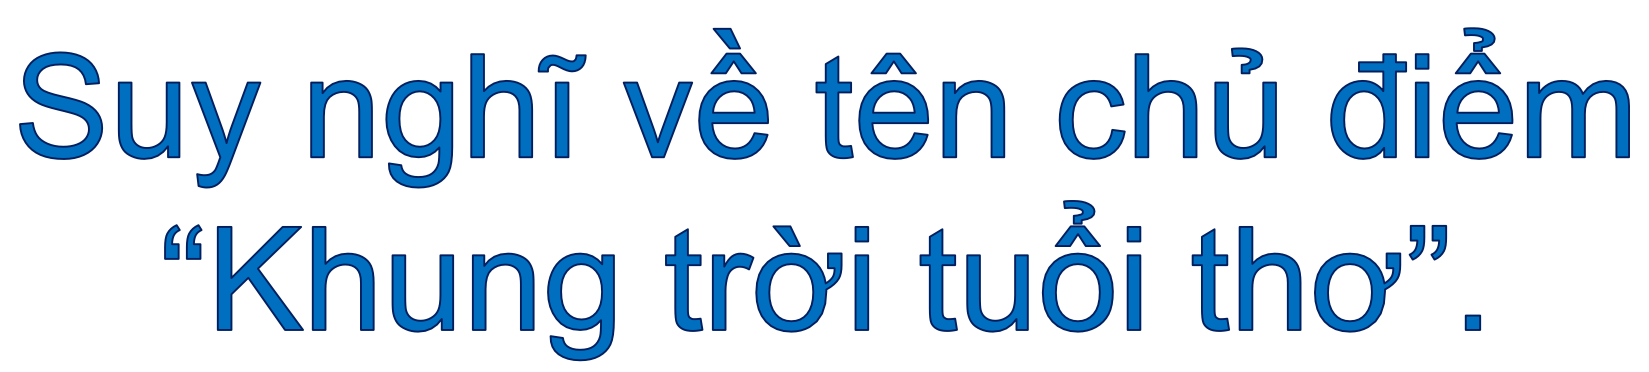 Suy nghĩ về tên chủ điểm
“Khung trời tuổi thơ”.